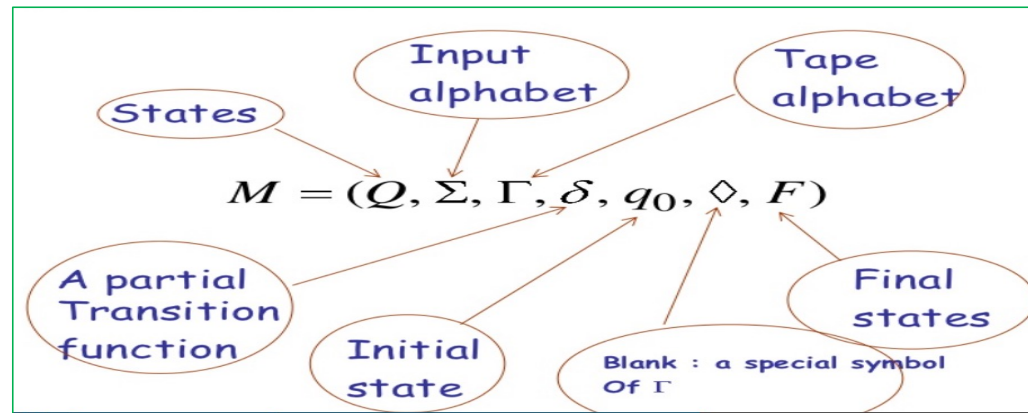 Input
alphabet
Tape
alphabet
States
M = (Q, Σ, Γ, δ, q₀, ◊, F)
A partial
Transition
function
Initial
state
Blank : a special symbol
Of Γ
Final
states